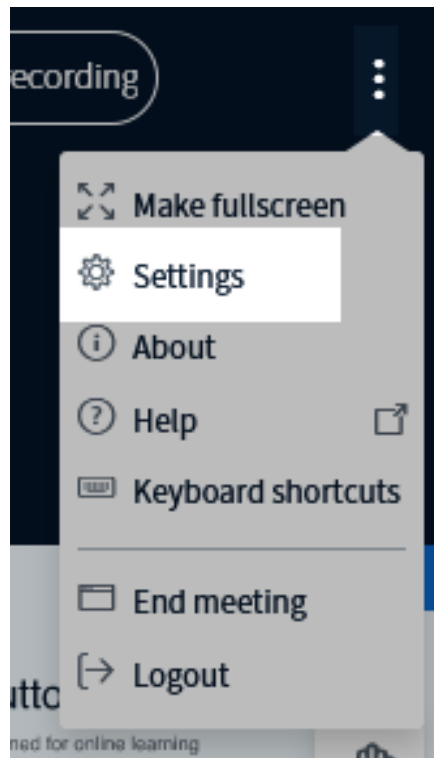 ecording
Make fullscreen
Settings
About
Help
Keyboard shortcuts
End meeting
Logout
utto
ned for online learning